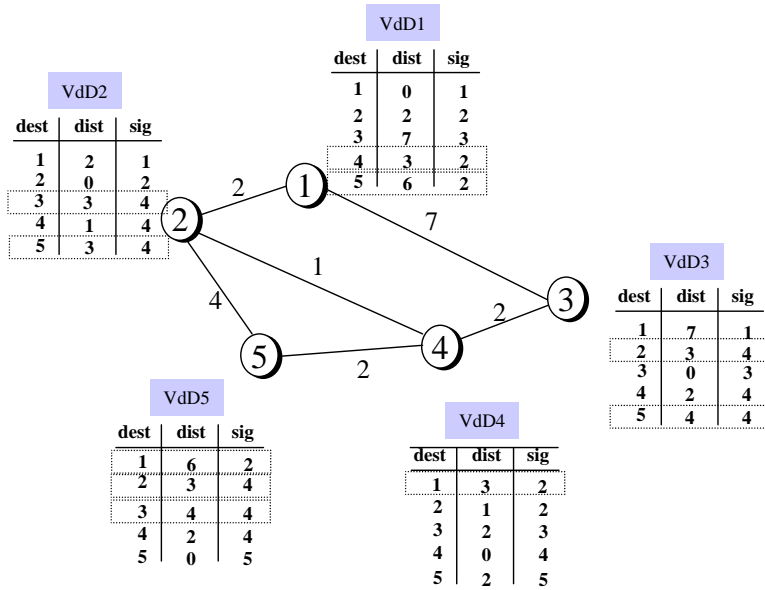 VdD1
dest dist sig
1 0 1
2 2 2
3 7 3
4 3 2
5 6 2
VdD2
dest dist sig
1 2 1
2 0 2
3 3 4
4 1 4
5 3 4
2
1
2
7
1
4
2
3
5
2
4
VdD3
dest dist sig
1 7 1
2 3 4
3 0 3
4 2 4
5 4 4
VdD5
dest dist sig
1 6 2
2 3 4
3 4 4
4 2 4
5 0 5
VdD4
dest dist sig
1 3 2
2 1 2
3 2 3
4 0 4
5 2 5